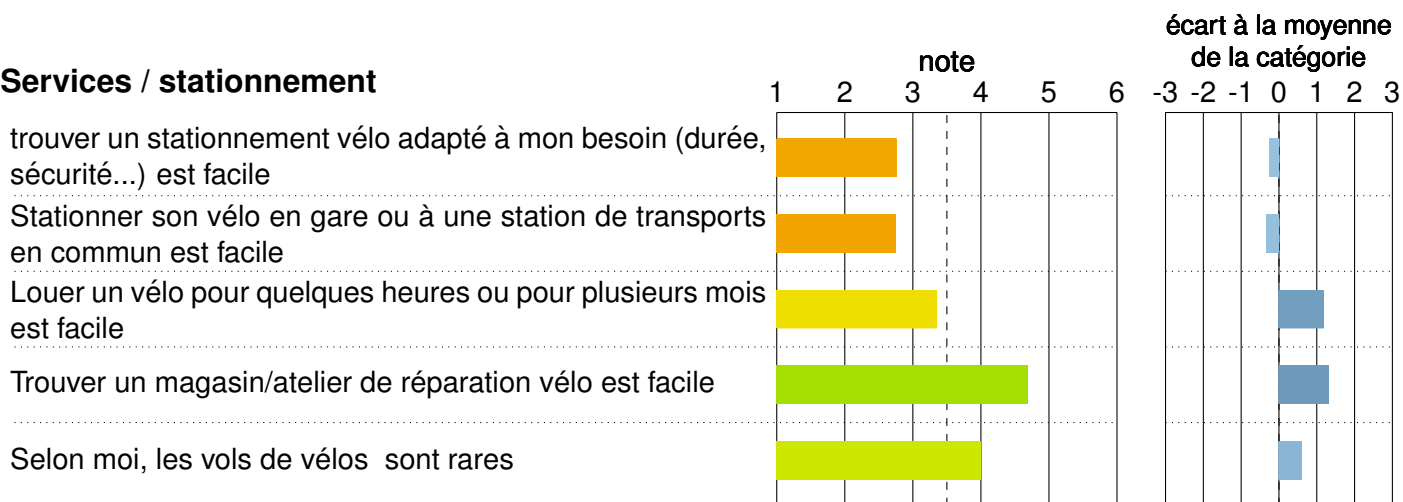 écart à la moyenne
de la catégorie
note
Services / stationnement
1 2 3 4 5 6 -3 -2 -1 0 1 2 3
trouver un stationnement vélo adapté à mon besoin (durée,
sécurité...) est facile
Stationner son vélo en gare ou à une station de transports
en commun est facile
Louer un vélo pour quelques heures ou pour plusieurs mois
est facile
Trouver un magasin/atelier de réparation vélo est facile
Selon moi, les vols de vélos sont rares